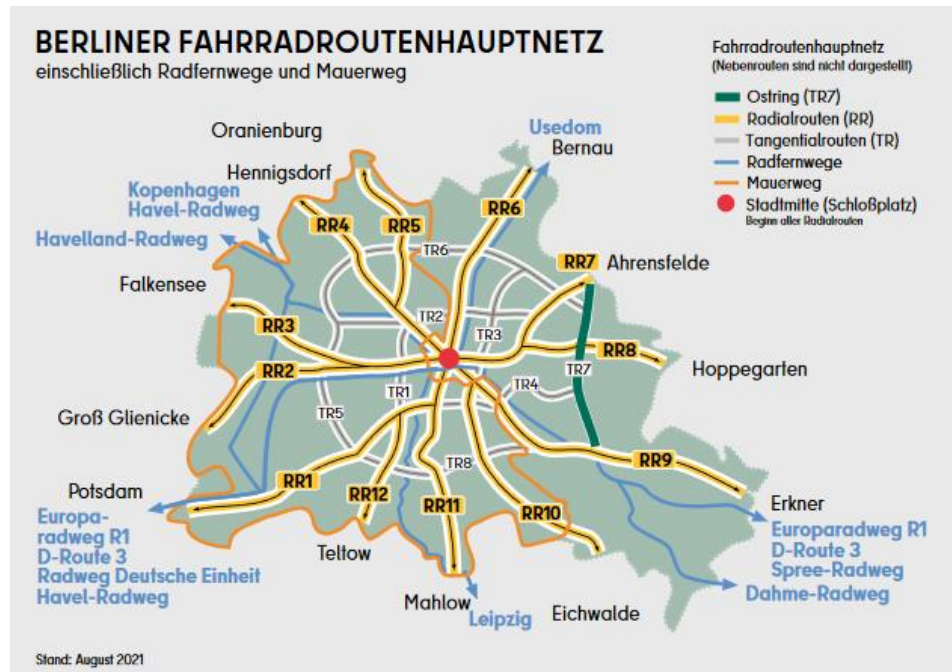 BERLINER FAHRRADROUTENHAUPTNETZ
einschließlich Radfernwege und Mauerweg
Fahrradroutenhauptnetz
(Nebenrouten sind nicht dargestellt)
Ostring (TR7)
Radialrouten (RR)
Tangentialrouten (TR)
Radfernwege
Mauerweg
Stadtmitte (Schloßplatz)
Beginn aller Radialrouten
Oranienburg
Usedom
Bernau
Hennigsdorf
Kopenhagen
Havel-Radweg
Havelland-Radweg
RR4
RR5
RR6
TR6
RR7
Ahrensfelde
Falkensee
RR3
TR2
TR3
RR8
RR2
TR7
Hoppegarten
TR1
TR4
TR5
Groß Glienicke
TR8
RR9
RR1
RR12
RR11
RR10
Potsdam
Europa-
radweg R1
D-Route 3
Radweg Deutsche Einheit
Havel-Radweg
Teltow
Mahlow
Leipzig
Eichwalde
Erkner
Europaradweg R1
D-Route 3
Spree-Radweg
Dahme-Radweg
Stand: August 2021